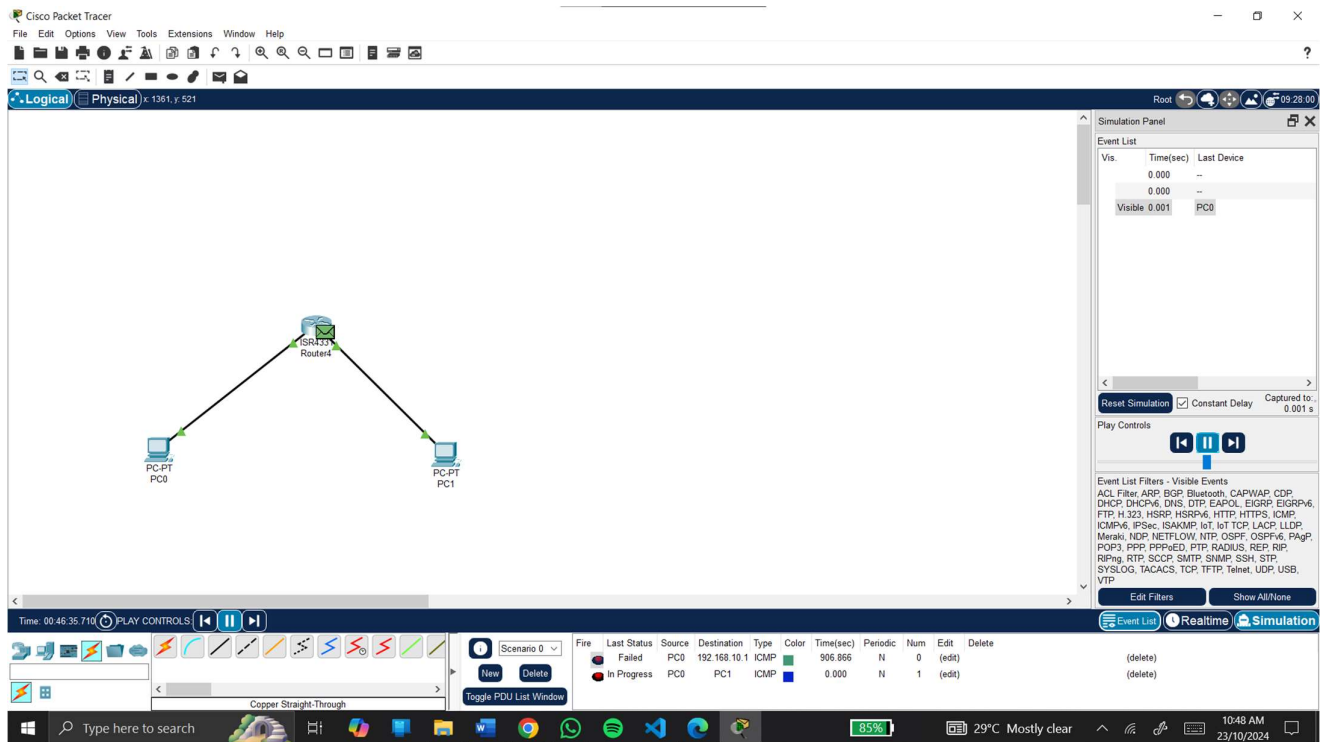 Cisco Packet Tracer
File Edit Options View Tools Extensions Window Help
?
Logical Physical x: 1361, y: 521 Root 09:28:00
Simulation Panel
Event List
Vis. Time(sec) Last Device
0.000 --
0.000 --
Visible 0.001 PC0
ISR4331
Router4
PC-PT
PC0
PC-PT
PC1
Reset Simulation Constant Delay Captured to:
0.001 s
Play Controls
Event List Filters - Visible Events
ACL Filter, ARP, BGP, Bluetooth, CAPWAP, CDP,
DHCP, DHCPv6, DNS, DTP, EAPOL, EIGRP, EIGRPv6,
FTP, H.323, HSRP, HSRPv6, HTTP, HTTPS, ICMP,
ICMPv6, IPSec, ISAKMP, IoT, IoT TCP, LACP, LLDP,
Meraki, NDP, NETFLOW, NTP, OSPF, OSPFv6, PAgP,
POP3, PPP, PPPoED, PTP, RADIUS, REP, RIP,
RIPng, RTP, SCCP, SMTP, SNMP, SSH, STP,
SYSLOG, TACACS, TCP, TFTP, Telnet, UDP, USB,
VTP
Edit Filters Show All/None
Time: 00:46:35.710 PLAY CONTROLS: Event List Realtime Simulation
Scenario 0
New Delete
Toggle PDU List Window
Fire Last Status Source Destination Type Color Time(sec) Periodic Num Edit Delete
Failed PC0 192.168.10.1 ICMP 906.866 N 0 (edit) (delete)
In Progress PC0 PC1 ICMP 0.000 N 1 (edit) (delete)
Copper Straight-Through
Type here to search 85% 29°C Mostly clear 10:48 AM
23/10/2024